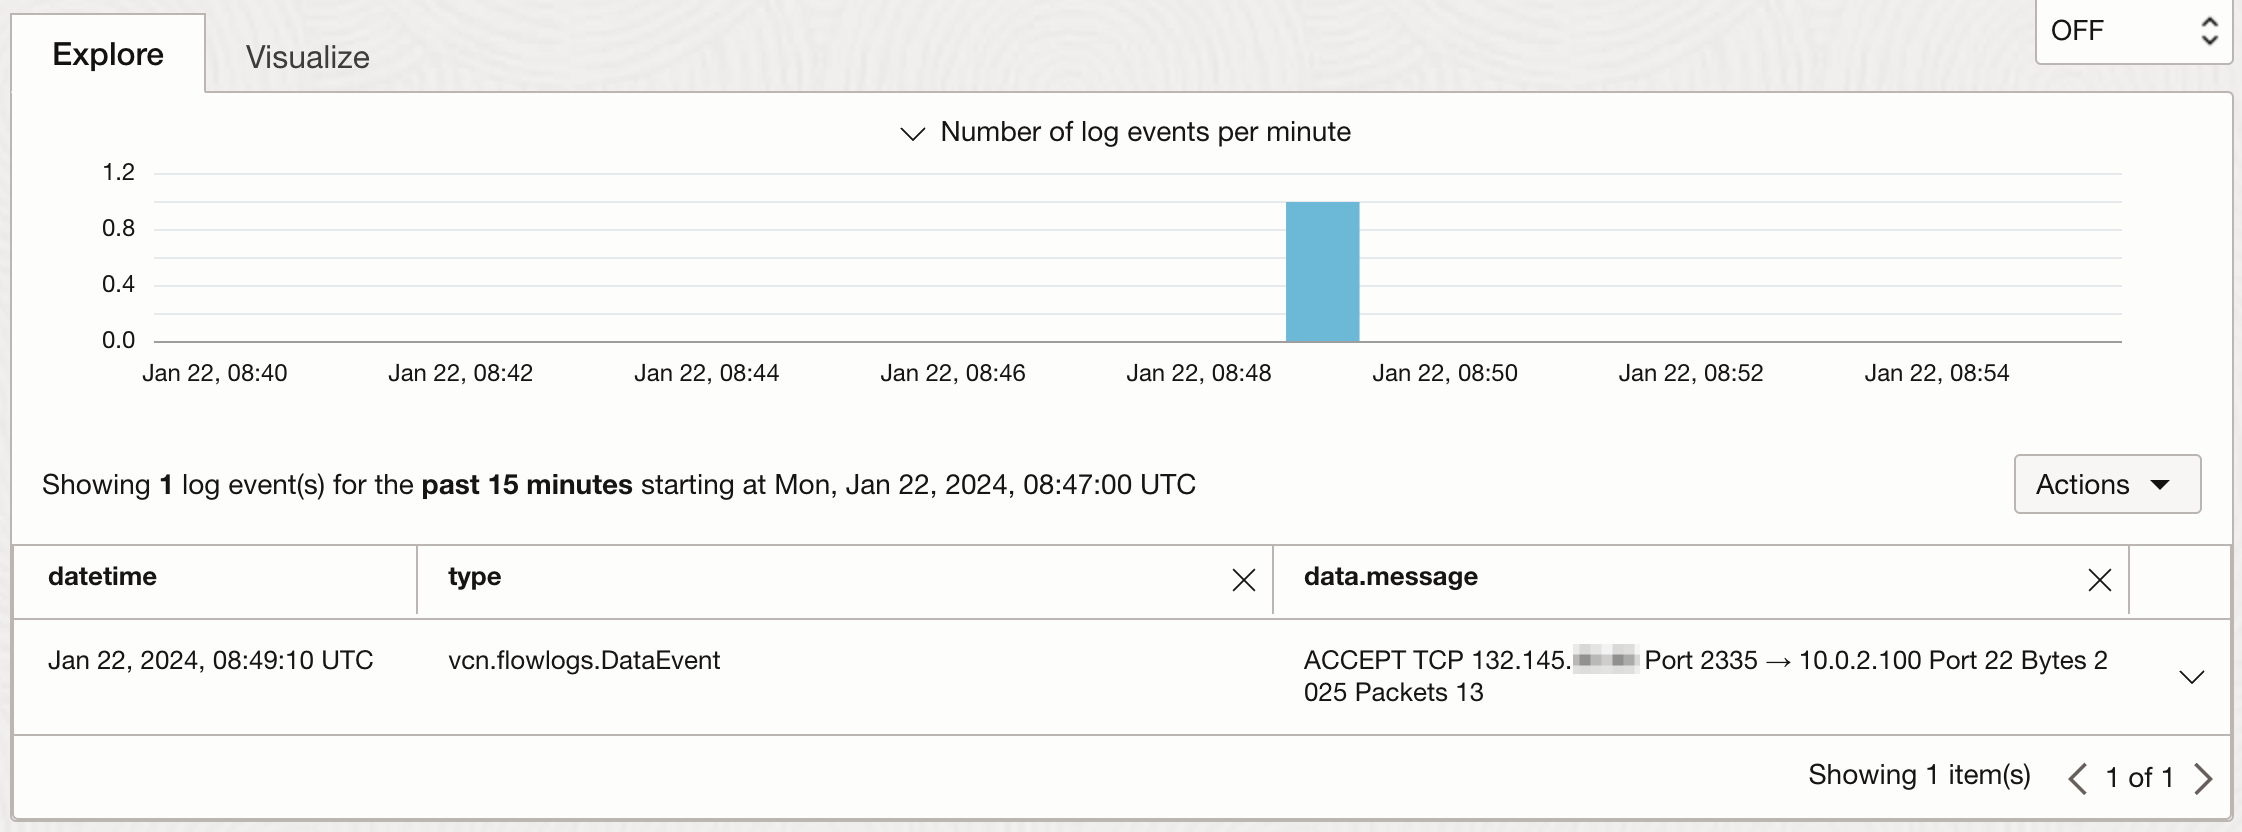 OFF
Explore
Visualize
Number of log events per minute
1.2
0.8
0.4
0.0
Jan 22, 08:40
Jan 22, 08:42
Jan 22, 08:44
Jan 22, 08:46
Jan 22, 08:48
Jan 22, 08:50
Jan 22, 08:52
Jan 22, 08:54
Showing 1 log event(s) for the past 15 minutes starting at Mon, Jan 22, 2024, 08:47:00 UTC
Actions
datetime
type
data.message
Jan 22, 2024, 08:49:10 UTC
vcn.flowlogs.DataEvent
ACCEPT TCP 132.145. Port 2335 → 10.0.2.100 Port 22 Bytes 2
025 Packets 13
Showing 1 item(s)
1 of 1